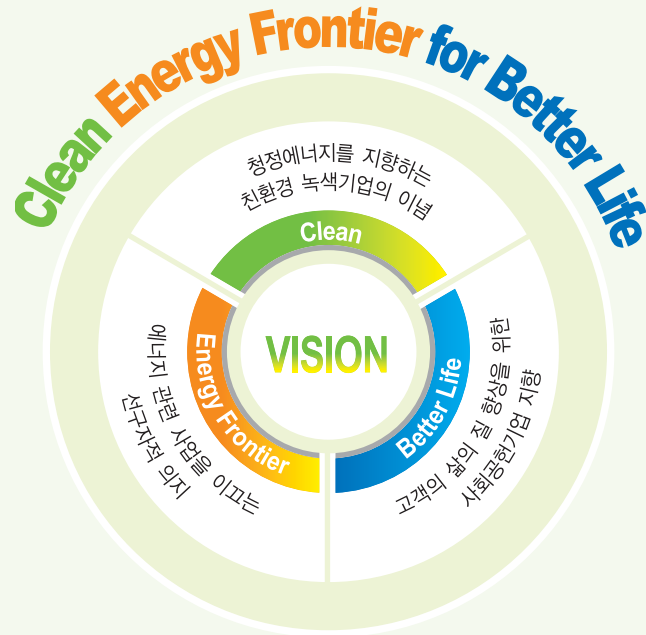 Clean Energy Frontier for Better Life
청정에너지를 지향하는
친환경 녹색기업의 이념
Clean
VISION
Energy Frontier
에너지 관련 사업을 이끄는
선구자적 의지
Better Life
고객의 삶의 질 향상을 위한
사회공헌기업 지향